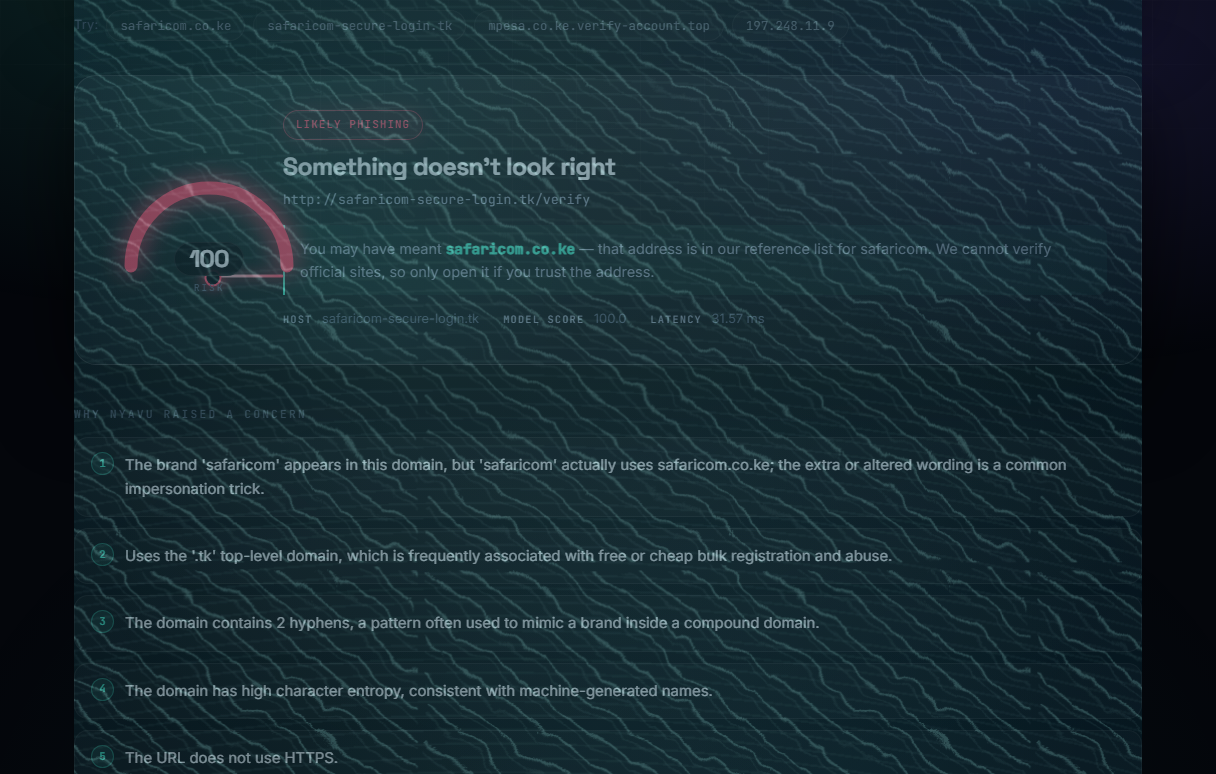 Try: safaricom.co.ke safaricom-secure-login.tk mpesa.co.ke.verify-account.top 197.248.11.9
LIKELY PHISHING
Something doesn't look right
http://safaricom-secure-login.tk/verify
100
RISK
You may have meant safaricom.co.ke — that address is in our reference list for safaricom. We cannot verify
official sites, so only open it if you trust the address.
HOST safaricom-secure-login.tk MODEL SCORE 100.0 LATENCY 31.57 ms
WHY NYAVU RAISED A CONCERN
1 The brand 'safaricom' appears in this domain, but 'safaricom' actually uses safaricom.co.ke; the extra or altered wording is a common
impersonation trick.
2 Uses the '.tk' top-level domain, which is frequently associated with free or cheap bulk registration and abuse.
3 The domain contains 2 hyphens, a pattern often used to mimic a brand inside a compound domain.
4 The domain has high character entropy, consistent with machine-generated names.
5 The URL does not use HTTPS.